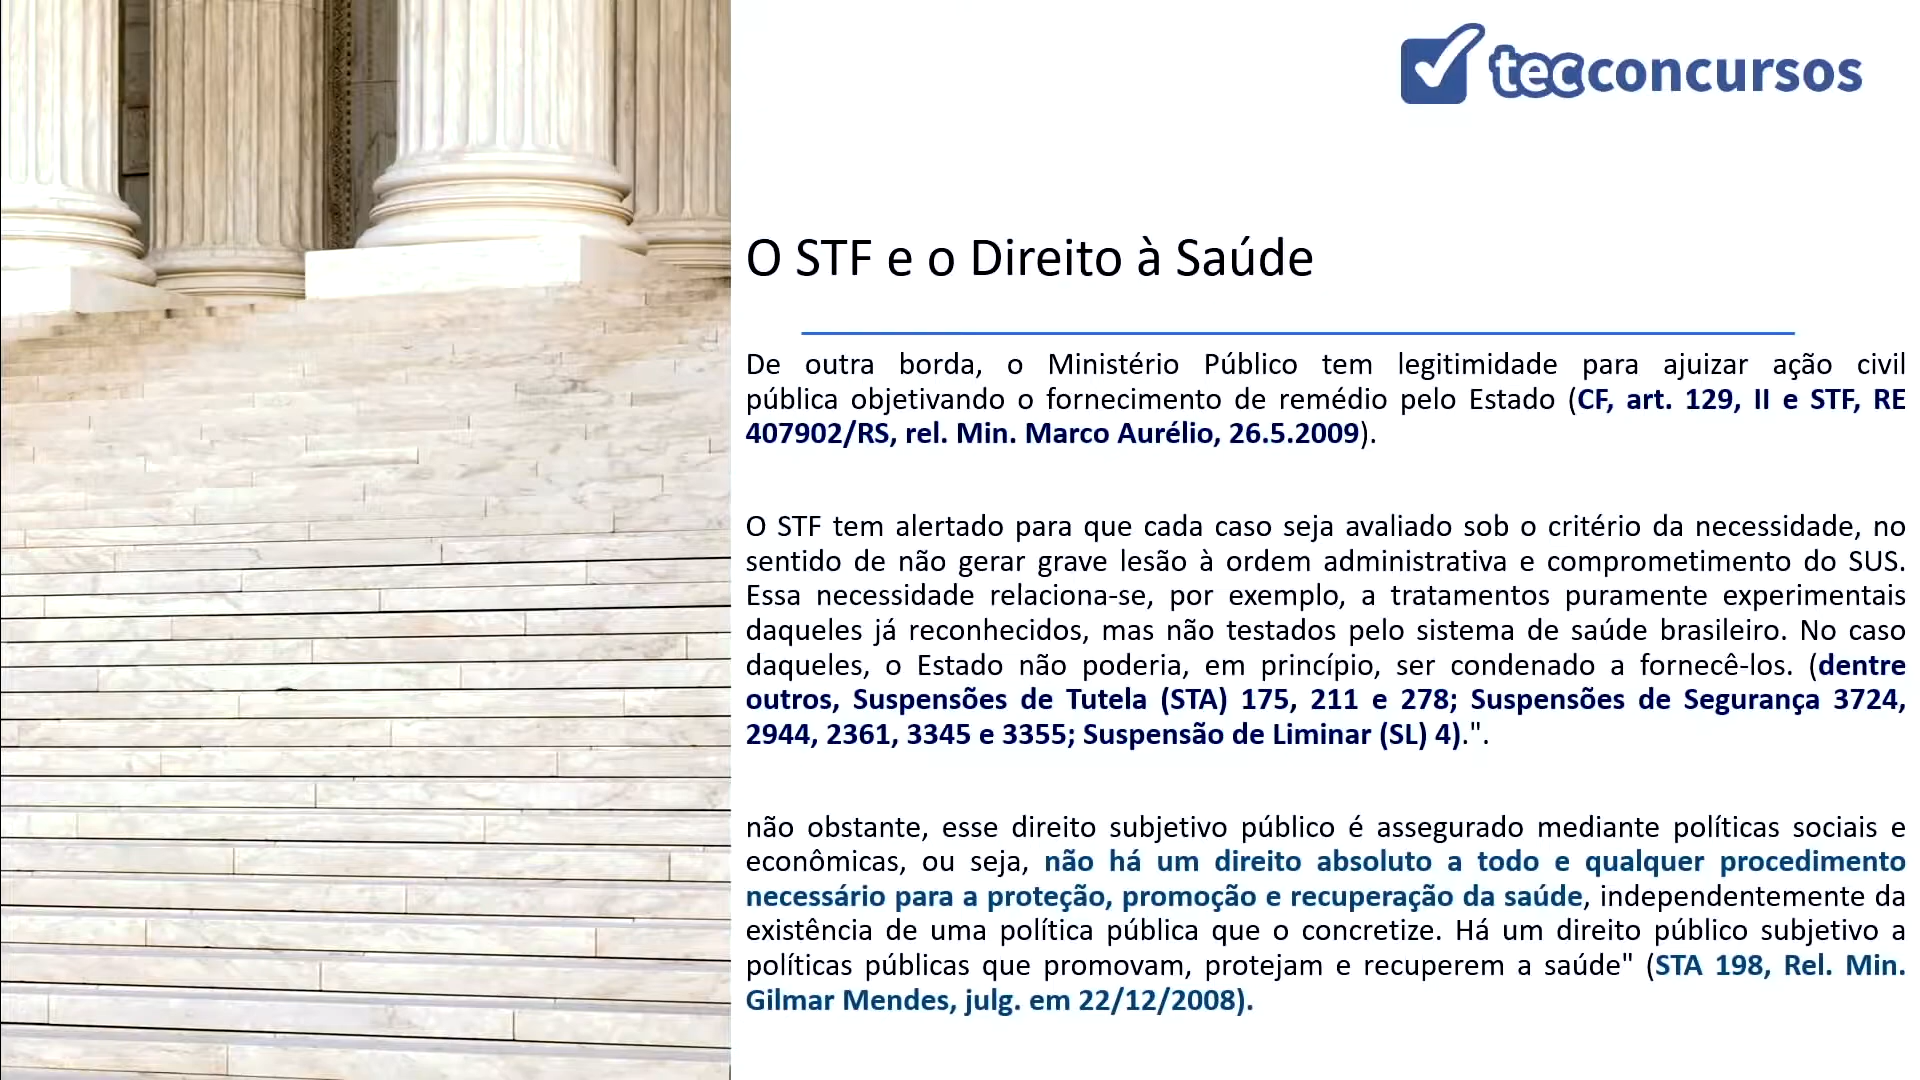 tecconcursos
O STF e o Direito à Saúde
De outra borda, o Ministério Público tem legitimidade para ajuizar ação civil
pública objetivando o fornecimento de remédio pelo Estado (CF, art. 129, II e STF, RE
407902/RS, rel. Min. Marco Aurélio, 26.5.2009).
O STF tem alertado para que cada caso seja avaliado sob o critério da necessidade, no
sentido de não gerar grave lesão à ordem administrativa e comprometimento do SUS.
Essa necessidade relaciona-se, por exemplo, a tratamentos puramente experimentais
daqueles já reconhecidos, mas não testados pelo sistema de saúde brasileiro. No caso
daqueles, o Estado não poderia, em princípio, ser condenado a fornecê-los. (dentre
outros, Suspensões de Tutela (STA) 175, 211 e 278; Suspensões de Segurança 3724,
2944, 2361, 3345 e 3355; Suspensão de Liminar (SL) 4).".
não obstante, esse direito subjetivo público é assegurado mediante políticas sociais e
econômicas, ou seja, não há um direito absoluto a todo e qualquer procedimento
necessário para a proteção, promoção e recuperação da saúde, independentemente da
existência de uma política pública que o concretize. Há um direito público subjetivo a
políticas públicas que promovam, protejam e recuperem a saúde" (STA 198, Rel. Min.
Gilmar Mendes, julg. em 22/12/2008).